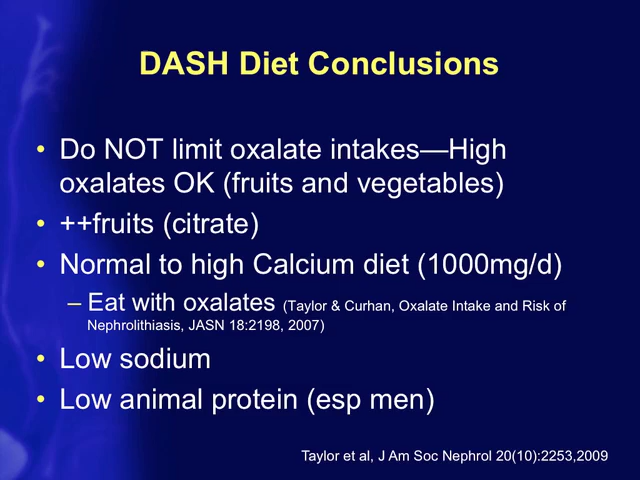 DASH Diet Conclusions
• Do NOT limit oxalate intakes—High
oxalates OK (fruits and vegetables)
• ++fruits (citrate)
• Normal to high Calcium diet (1000mg/d)
– Eat with oxalates (Taylor & Curhan, Oxalate Intake and Risk of
Nephrolithiasis, JASN 18:2198, 2007)
• Low sodium
• Low animal protein (esp men)
Taylor et al, J Am Soc Nephrol 20(10):2253,2009